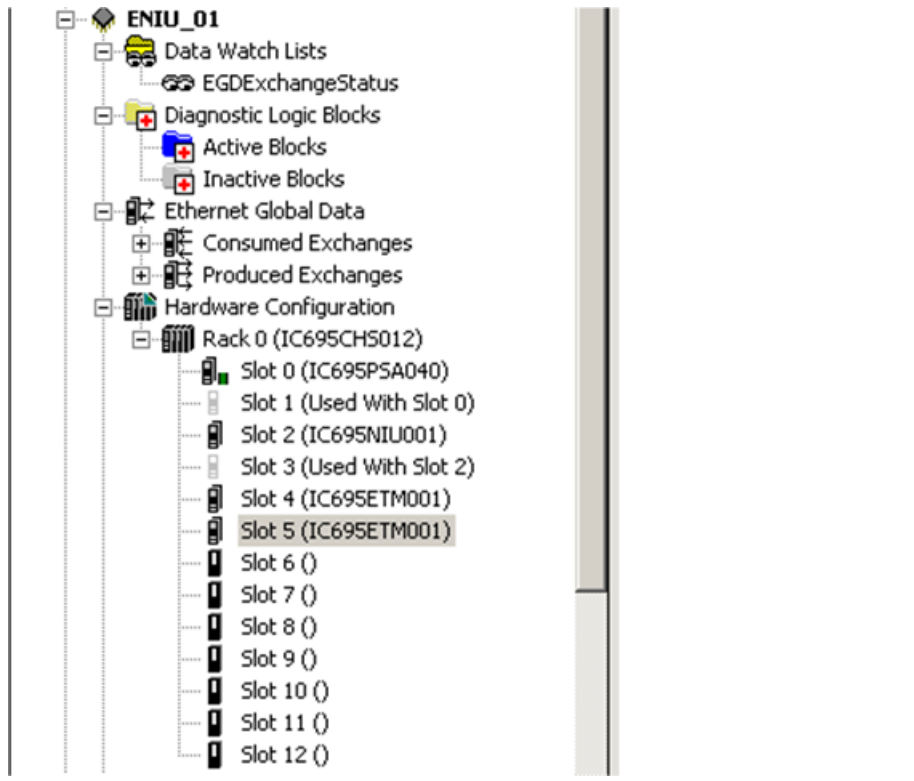 ENIU_01
Data Watch Lists
EGDExchangeStatus
Diagnostic Logic Blocks
Active Blocks
Inactive Blocks
Ethernet Global Data
Consumed Exchanges
Produced Exchanges
Hardware Configuration
Rack 0 (IC695CHS012)
Slot 0 (IC695PSA040)
Slot 1 (Used With Slot 0)
Slot 2 (IC695NIU001)
Slot 3 (Used With Slot 2)
Slot 4 (IC695ETM001)
Slot 5 (IC695ETM001)
Slot 6 ()
Slot 7 ()
Slot 8 ()
Slot 9 ()
Slot 10 ()
Slot 11 ()
Slot 12 ()